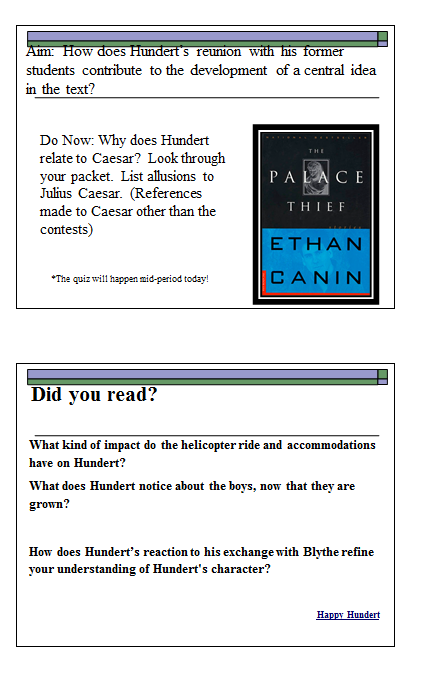 Aim: How does Hundert's reunion with his former
students contribute to the development of a central idea
in the text?
Do Now: Why does Hundert
relate to Caesar? Look through
your packet. List allusions to
Julius Caesar. (References
made to Caesar other than the
contests)
*The quiz will happen mid-period today!
THE
PALACE
THIEF
STORIES
ETHAN
CANIN
Did you read?
What kind of impact do the helicopter ride and accommodations
have on Hundert?
What does Hundert notice about the boys, now that they are
grown?
How does Hundert's reaction to his exchange with Blythe refine
your understanding of Hundert's character?
Happy Hundert